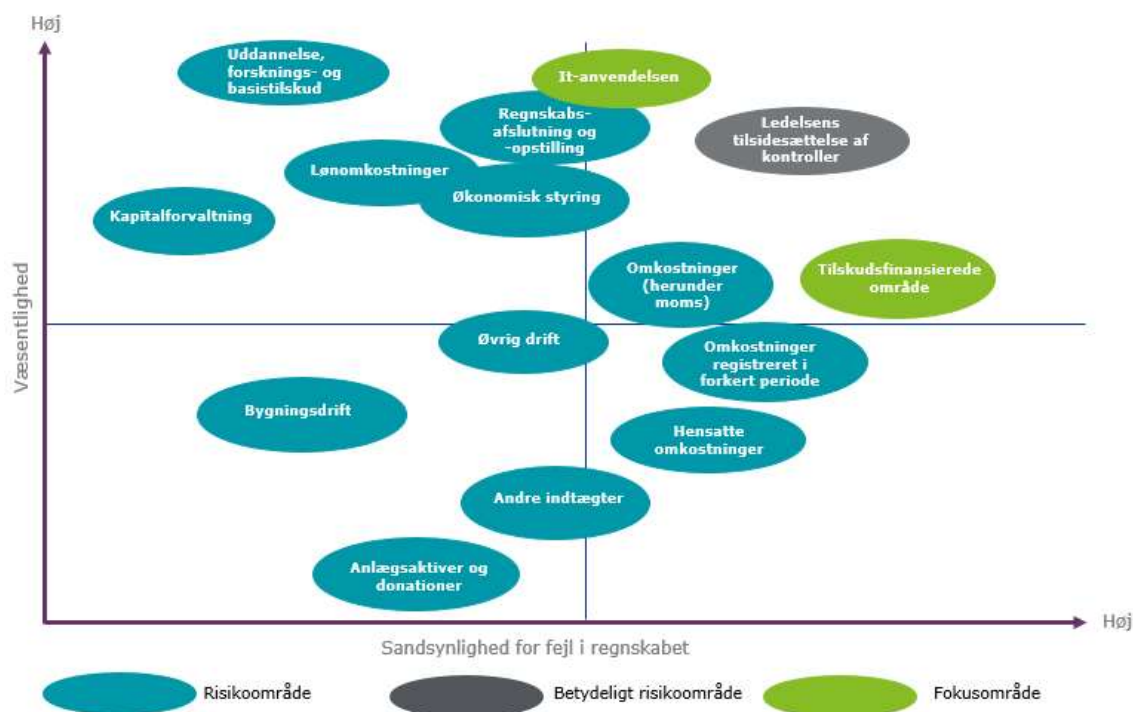 Høj
Uddannelse,
forsknings- og
basistilskud
It-anvendelsen
Regnskabs-
afslutning og
-opstilling
Ledelsens
tilsidesættelse af
kontroller
Lønomkostninger
Økonomisk styring
Kapitalforvaltning
Omkostninger
(herunder
moms)
Tilskudsfinansierede
område
Væsentlighed
Øvrig drift
Omkostninger
registreret i
forkert periode
Bygningsdrift
Hensatte
omkostninger
Andre indtægter
Anlægsaktiver og
donationer
Høj
Sandsynlighed for fejl i regnskabet
Risikoområde
Betydeligt risikoområde
Fokusområde